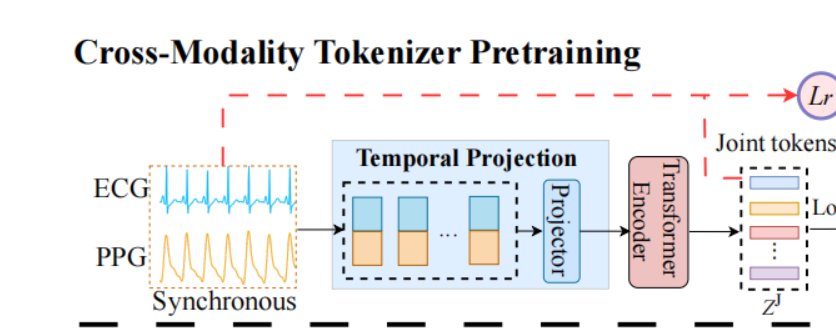 Cross-Modality Tokenizer Pretraining
Lr
Joint tokens
Temporal Projection
ECG
PPG
...
Projector
Transformer
Encoder
Lo
Synchronous
Z^J